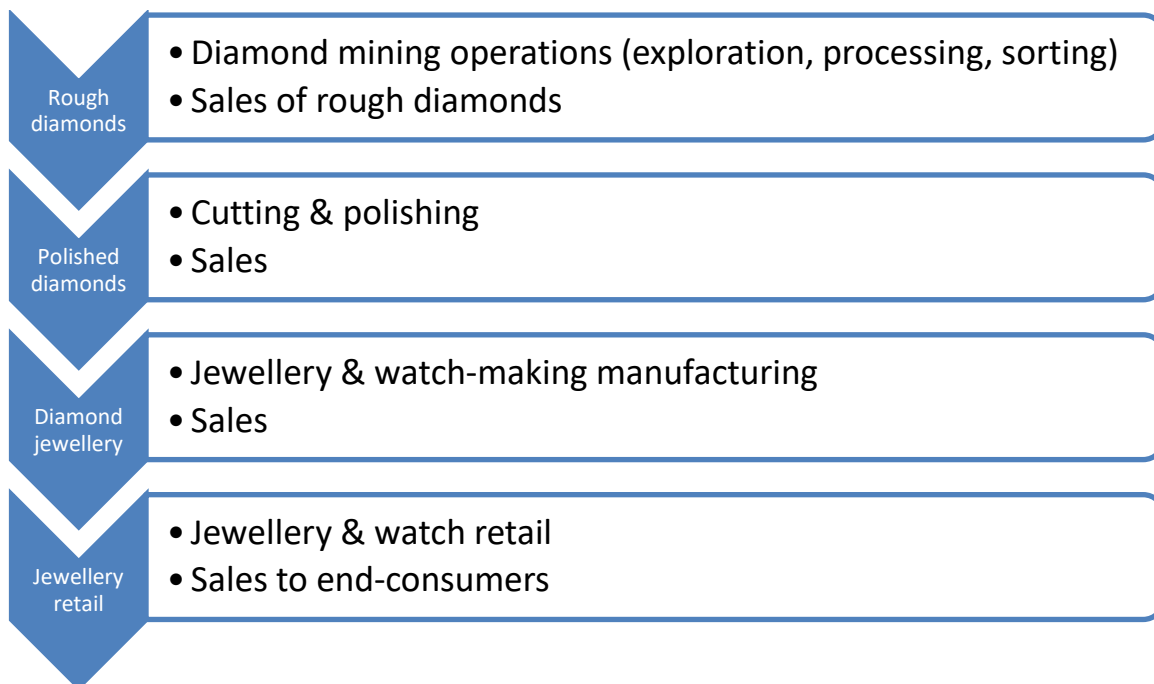 Rough
diamonds
• Diamond mining operations (exploration, processing, sorting)
• Sales of rough diamonds
Polished
diamonds
• Cutting & polishing
• Sales
Diamond
jewellery
• Jewellery & watch-making manufacturing
• Sales
Jewellery
retail
• Jewellery & watch retail
• Sales to end-consumers